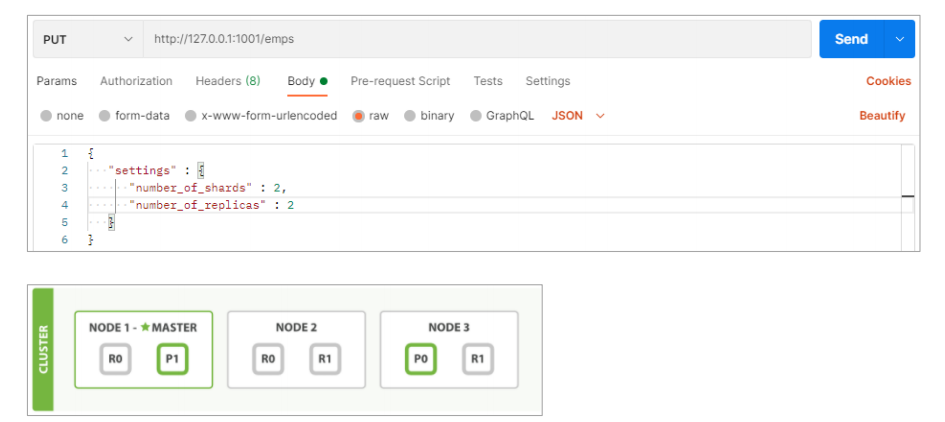 PUT http://127.0.0.1:1001/emps Send
Params Authorization Headers (8) Body Pre-request Script Tests Settings Cookies
none form-data x-www-form-urlencoded raw binary GraphQL JSON Beautify
1 {
2 "settings" : {
3 "number_of_shards" : 2,
4 "number_of_replicas" : 2
5 }
6 }
CLUSTER
NODE 1 - ★ MASTER
R0 P1
NODE 2
R0 R1
NODE 3
P0 R1